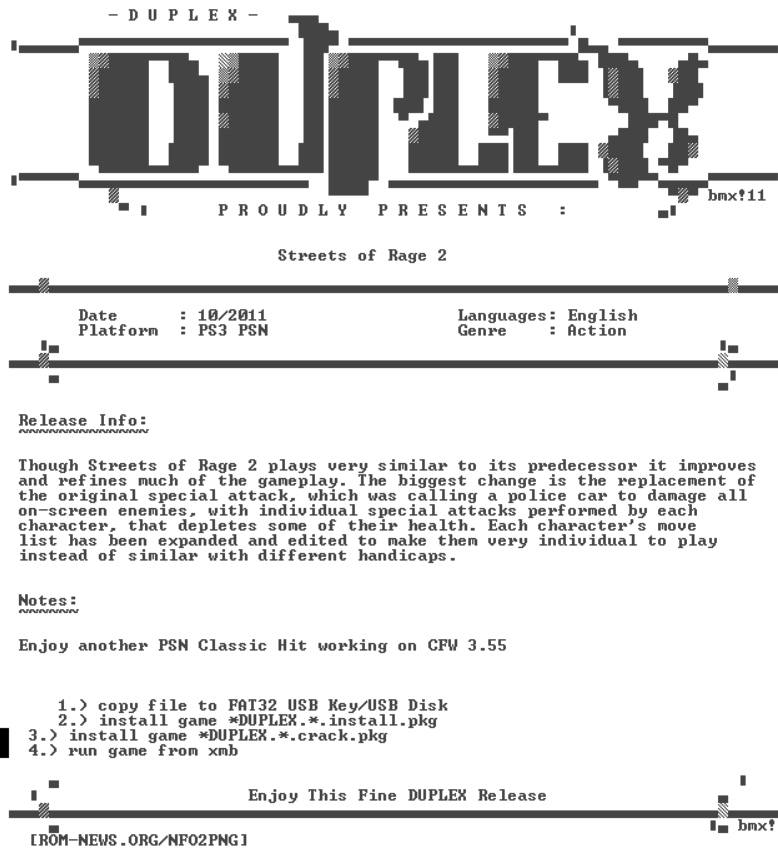 - D U P L E X -
DUPLEX
bmx!11
P R O U D L Y P R E S E N T S :
Streets of Rage 2
Date : 10/2011 Languages: English
Platform : PS3 PSN Genre : Action
Release Info:
~~~~~~~~~~~~~
Though Streets of Rage 2 plays very similar to its predecessor it improves
and refines much of the gameplay. The biggest change is the replacement of
the original special attack, which was calling a police car to damage all
on-screen enemies, with individual special attacks performed by each
character, that depletes some of their health. Each character's move
list has been expanded and edited to make them very individual to play
instead of similar with different handicaps.
Notes:
~~~~~~
Enjoy another PSN Classic Hit working on CFW 3.55
1.) copy file to FAT32 USB Key/USB Disk
2.) install game *DUPLEX.*.install.pkg
3.) install game *DUPLEX.*.crack.pkg
4.) run game from xmb
Enjoy This Fine DUPLEX Release
bmx!
[ROM-NEWS.ORG/NFO2PNG]